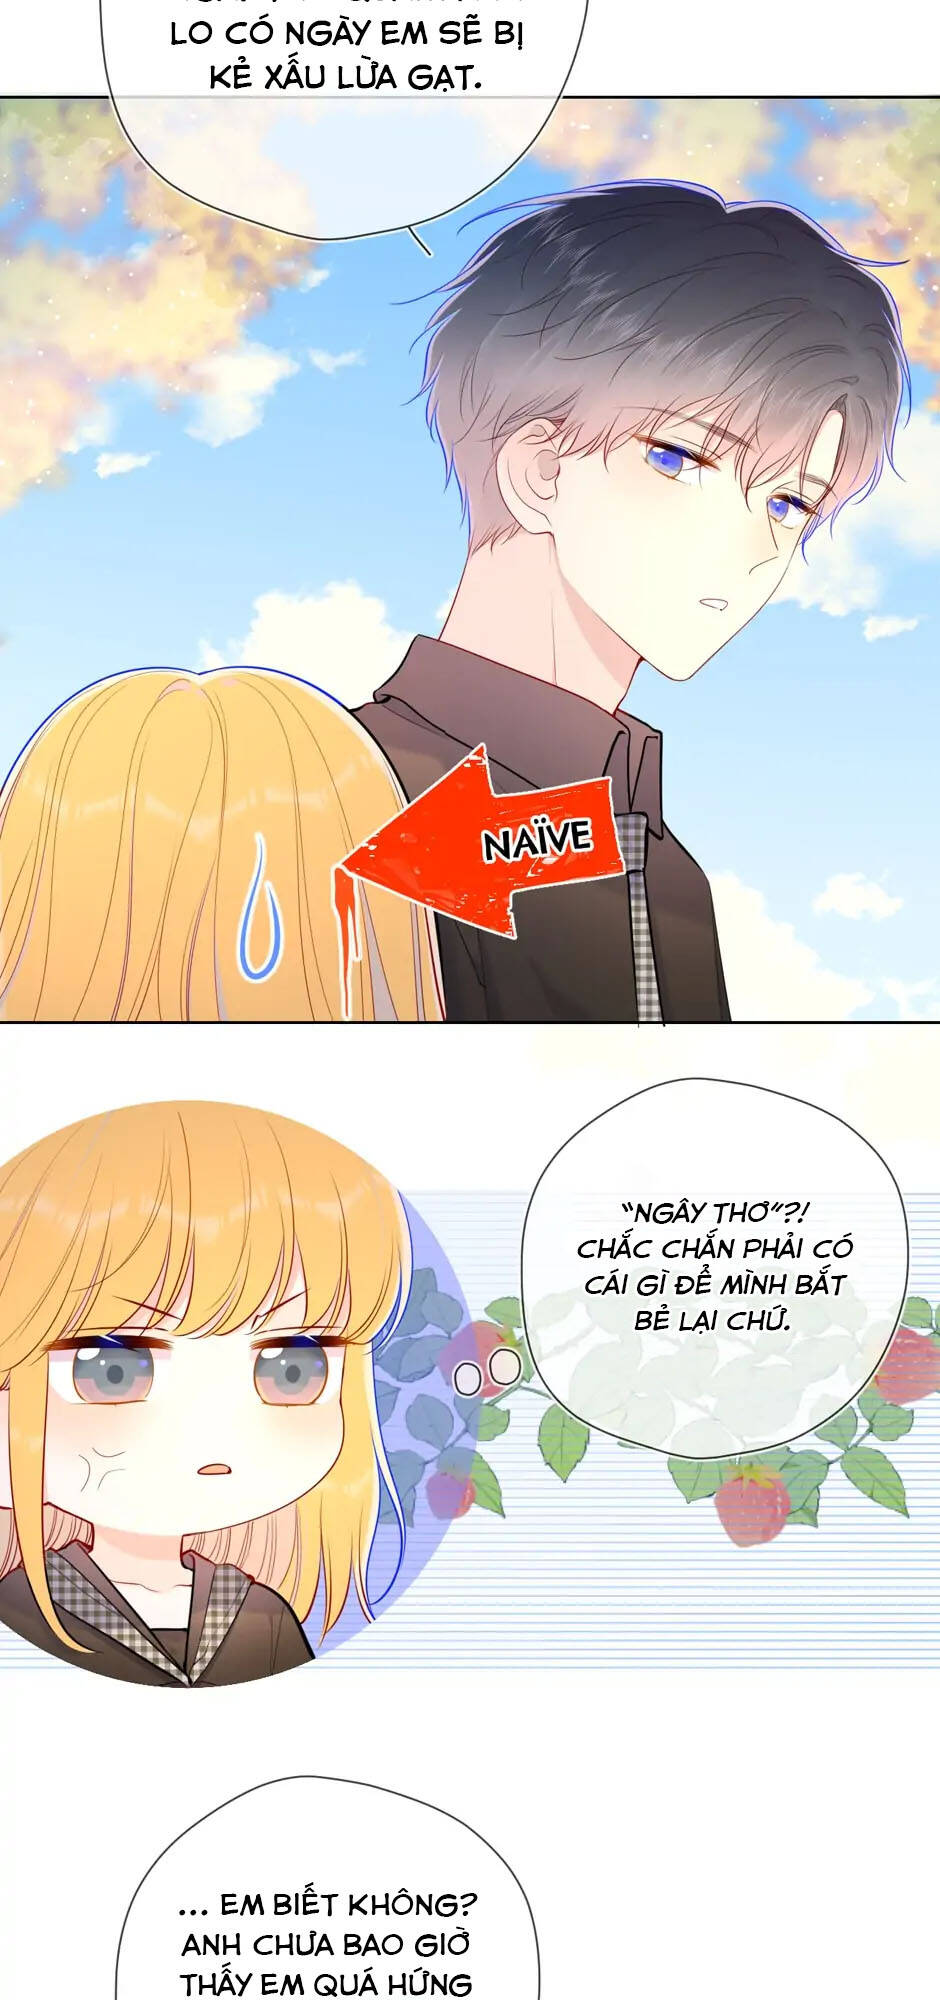 LO CÓ NGÀY EM SẼ BỊ
KẺ XẤU LỪA GẠT.
NAÏVE
"NGÂY THƠ"?!
CHẮC CHẮN PHẢI CÓ
CÁI GÌ ĐỂ MÌNH BẮT
BẺ LẠI CHỨ.
... EM BIẾT KHÔNG?
ANH CHƯA BAO GIỜ
THẤY EM QUÁ HỨNG